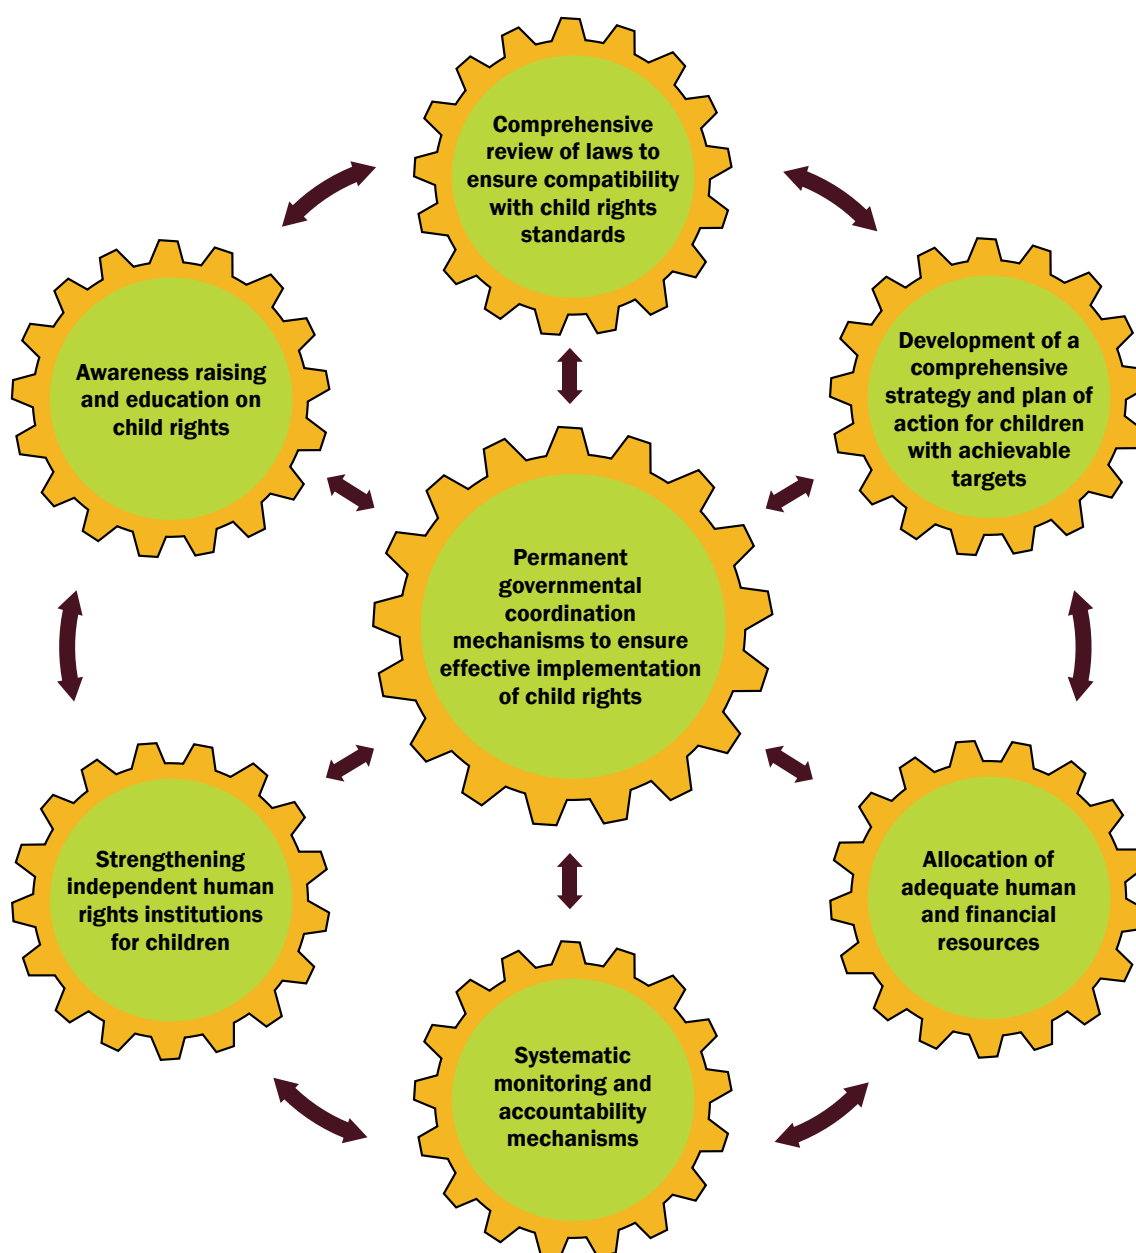 Comprehensive
review of laws to
ensure compatibility
with child rights
standards
Awareness raising
and education on
child rights
Development of a
comprehensive
strategy and plan of
action for children
with achievable
targets
Permanent
governmental
coordination
mechanisms to ensure
effective implementation
of child rights
Strengthening
independent human
rights institutions
for children
Allocation of
adequate human
and financial
resources
Systematic
monitoring and
accountability
mechanisms